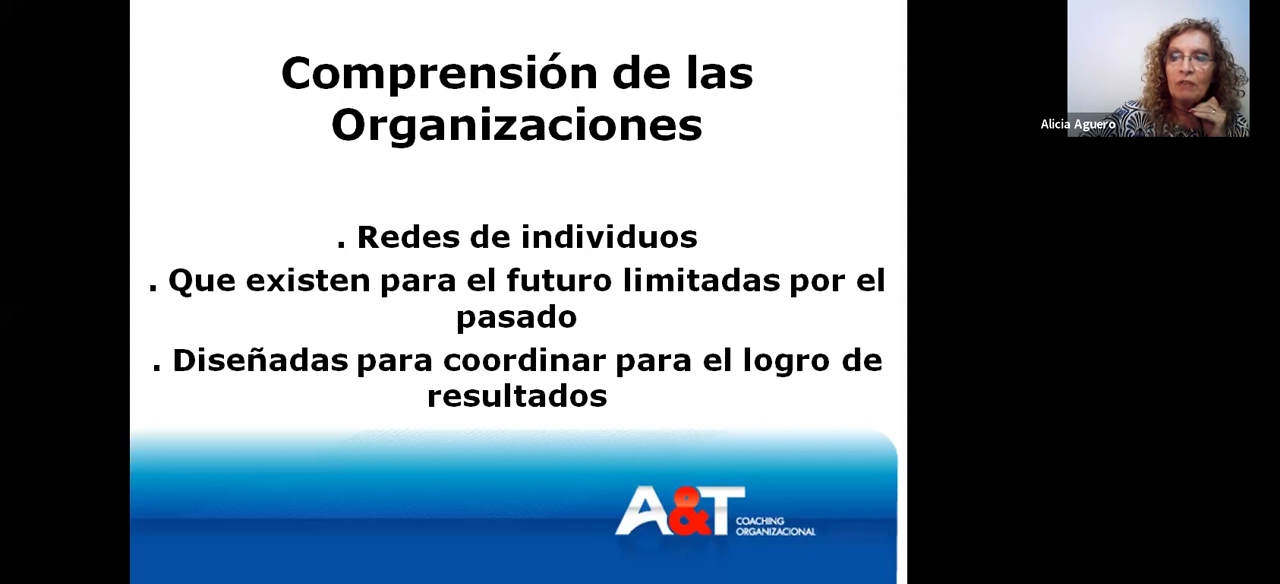 Comprensión de las
Organizaciones
. Redes de individuos
. Que existen para el futuro limitadas por el
pasado
. Diseñadas para coordinar para el logro de
resultados
A&T COACHING
ORGANIZACIONAL
Alicia Aguero